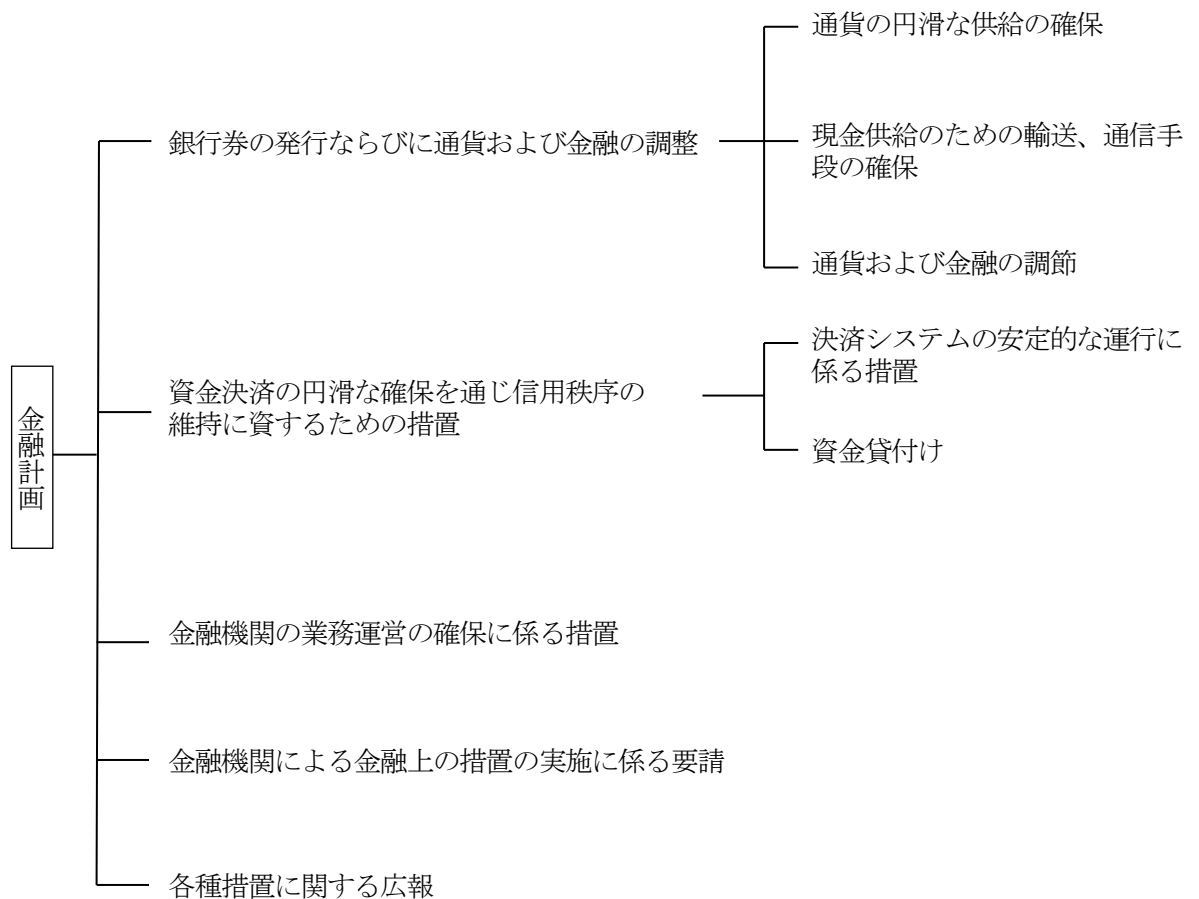 金融計画
銀行券の発行ならびに通貨および金融の調整
通貨の円滑な供給の確保
現金供給のための輸送、通信手
段の確保
通貨および金融の調節
資金決済の円滑な確保を通じ信用秩序の
維持に資するための措置
決済システムの安定的な運行に
係る措置
資金貸付け
金融機関の業務運営の確保に係る措置
金融機関による金融上の措置の実施に係る要請
各種措置に関する広報